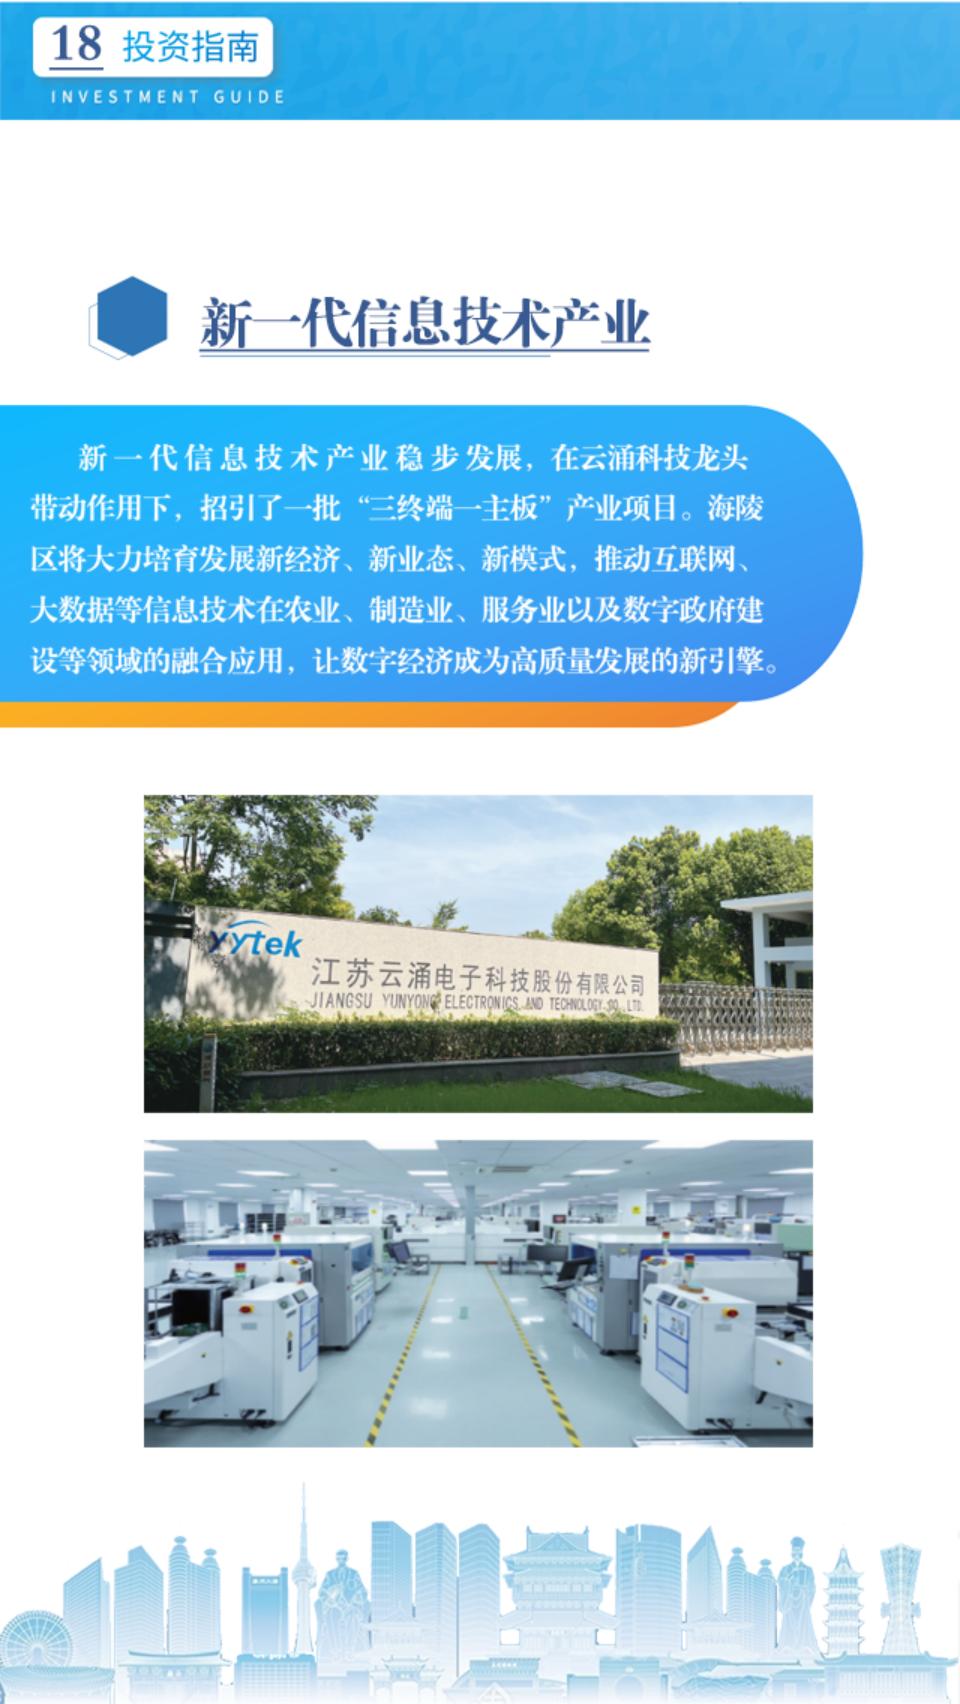 18 投资指南
INVESTMENT GUIDE
新一代信息技术产业
新一代信息技术产业稳步发展，在云涌科技龙头
带动作用下，招引了一批“三终端一主板”产业项目。海陵
区将大力培育发展新经济、新业态、新模式，推动互联网、
大数据等信息技术在农业、制造业、服务业以及数字政府建
设等领域的融合应用，让数字经济成为高质量发展的新引擎。
yytek
江苏云涌电子科技股份有限公司
JIANGSU YUNYONG ELECTRONICS AND TECHNOLOGY CO., LTD.